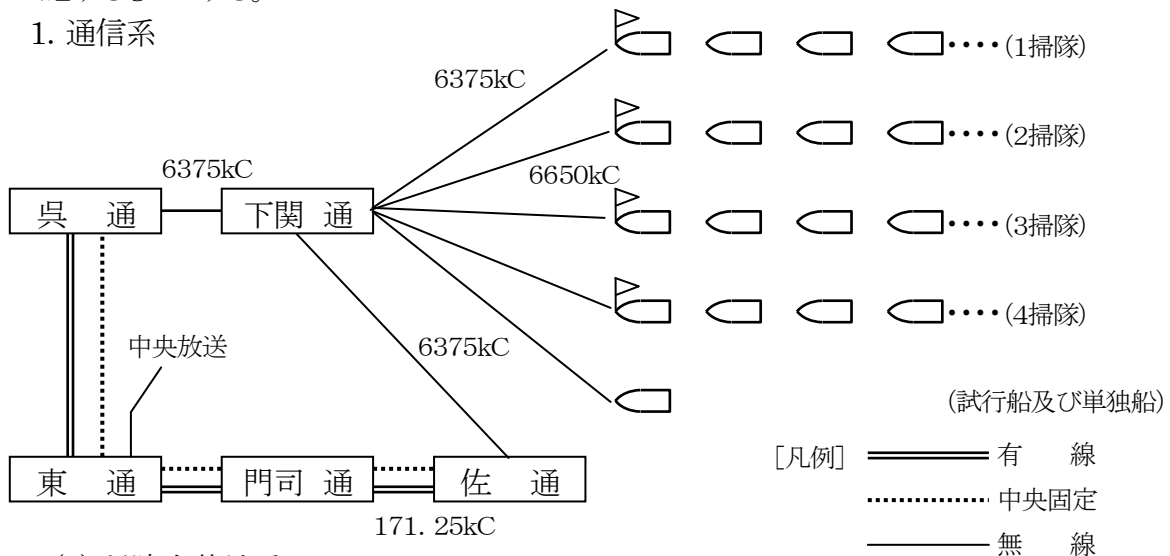 1. 通信系
6375kC
(1掃隊)
(2掃隊)
6375kC
6650kC
呉 通
下関 通
(3掃隊)
(4掃隊)
中央放送
6375kC
(試行船及び単独船)
[凡例]
有 線
東 通
門司 通
佐 通
中央固定
171. 25kC
無 線